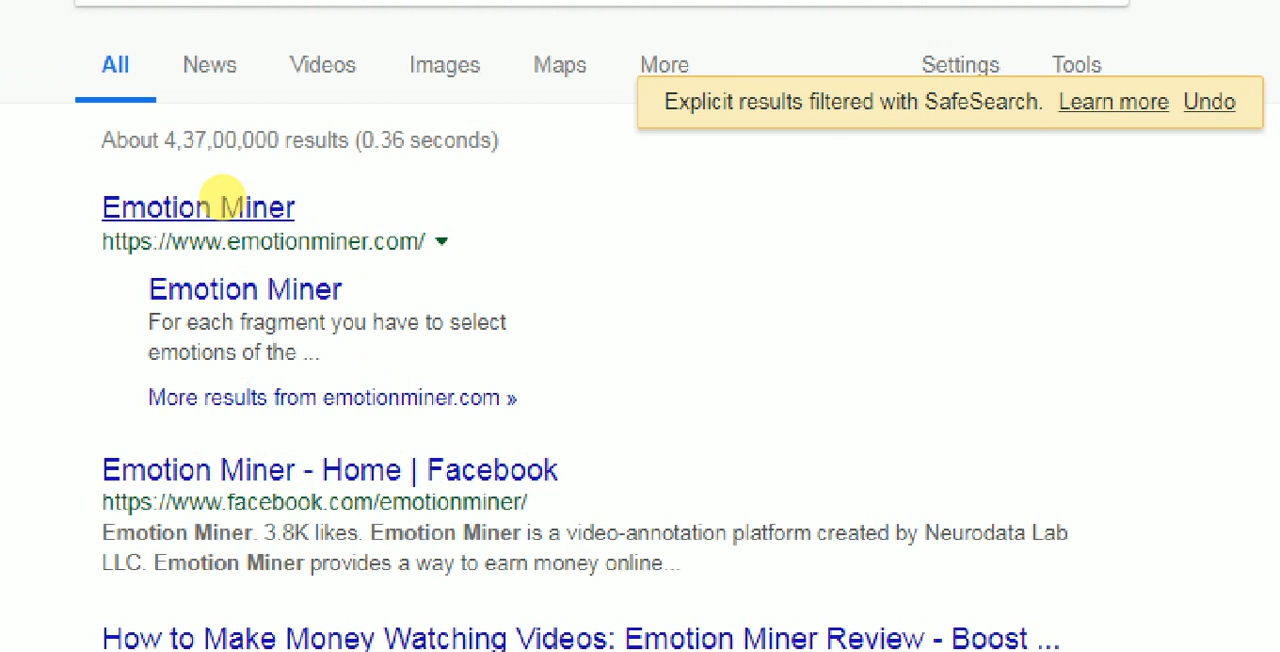 All News Videos Images Maps More Settings Tools
Explicit results filtered with SafeSearch. Learn more Undo
About 4,37,00,000 results (0.36 seconds)
Emotion Miner
https://www.emotionminer.com/
Emotion Miner
For each fragment you have to select
emotions of the ...
More results from emotionminer.com »
Emotion Miner - Home | Facebook
https://www.facebook.com/emotionminer/
Emotion Miner. 3.8K likes. Emotion Miner is a video-annotation platform created by Neurodata Lab
LLC. Emotion Miner provides a way to earn money online...
How to Make Money Watching Videos: Emotion Miner Review - Boost ...